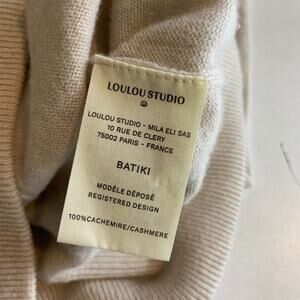 LOULOU STUDIO
LOULOU STUDIO - MILA ELI SAS
10 RUE DE CLERY
75002 PARIS - FRANCE
BATIKI
MODÈLE DÉPOSÉ
REGISTERED DESIGN
100%CACHEMIRE/CASHMERE